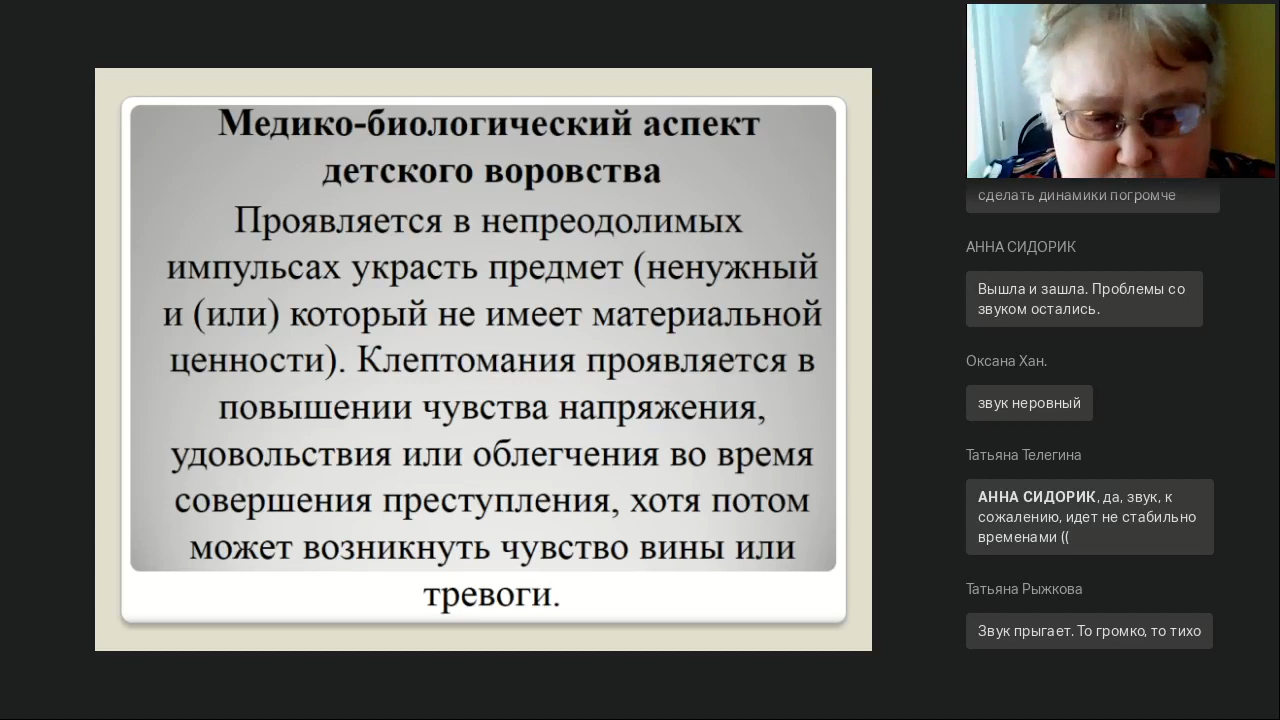 Медико-биологический аспект
детского воровства
Проявляется в непреодолимых
импульсах украсть предмет (ненужный
и (или) который не имеет материальной
ценности). Клептомания проявляется в
повышении чувства напряжения,
удовольствия или облегчения во время
совершения преступления, хотя потом
может возникнуть чувство вины или
тревоги.
сделать динамики погромче
АННА СИДОРИК
Вышла и зашла. Проблемы со
звуком остались.
Оксана Хан.
звук неровный
Татьяна Телегина
АННА СИДОРИК, да, звук, к
сожалению, идет не стабильно
временами ((
Татьяна Рыжкова
Звук прыгает. То громко, то тихо